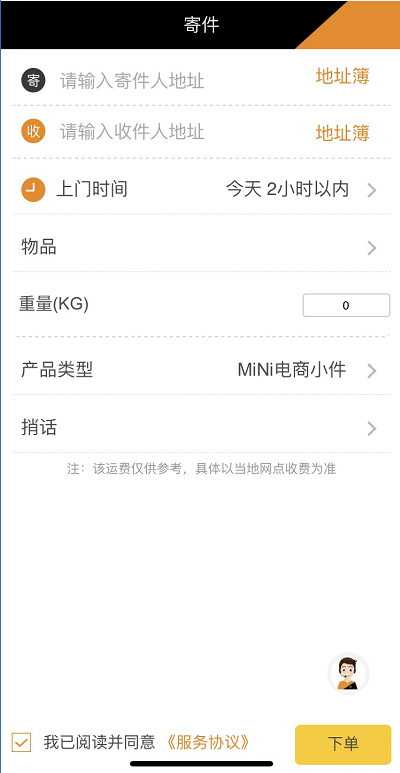 寄件
寄 请输入寄件人地址 地址簿
收 请输入收件人地址 地址簿
上门时间 今天 2小时以内
物品
重量(KG) 0
产品类型 MiNi电商小件
捎话
注：该运费仅供参考，具体以当地网点收费为准
我已阅读并同意 《服务协议》 下单